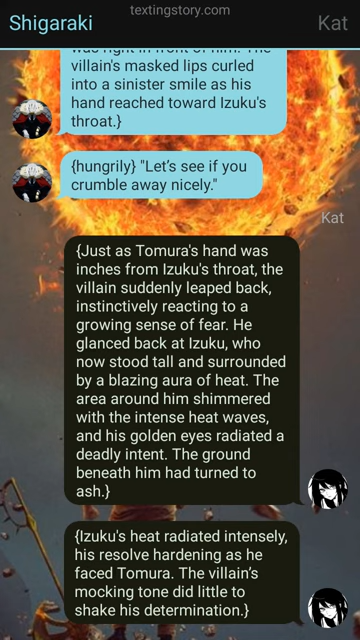 textingstory.com
Shigaraki
Kat
was right in front of him. The
villain's masked lips curled
into a sinister smile as his
hand reached toward Izuku's
throat.}
{hungrily} "Let's see if you
crumble away nicely."
Kat
{Just as Tomura's hand was
inches from Izuku's throat, the
villain suddenly leaped back,
instinctively reacting to a
growing sense of fear. He
glanced back at Izuku, who
now stood tall and surrounded
by a blazing aura of heat. The
area around him shimmered
with the intense heat waves,
and his golden eyes radiated a
deadly intent. The ground
beneath him had turned to
ash.}
{Izuku's heat radiated intensely,
his resolve hardening as he
faced Tomura. The villain's
mocking tone did little to
shake his determination.}